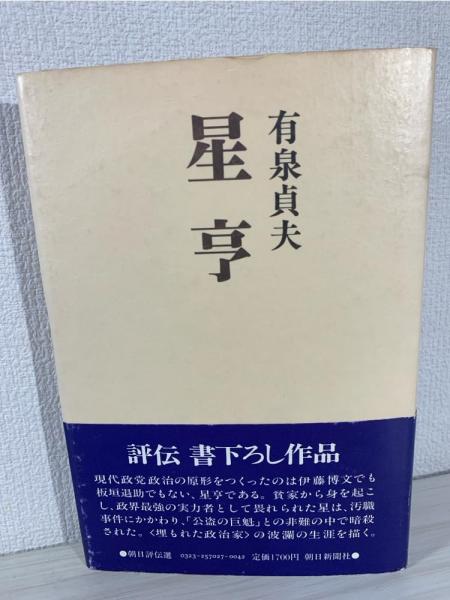 有泉貞夫
星亨
評伝 書下ろし作品
現代政党政治の原形をつくったのは伊藤博文でも
板垣退助でもない、星亨である。貧家から身を起こ
し、政界最強の実力者として畏れられた星は、汚職
事件にかかわり、「公盗の巨魁」との非難の中で暗殺
された。〈埋もれた政治家〉の波瀾の生涯を描く。
●朝日評伝選 0323-257027-0042 定価1700円 朝日新聞社●